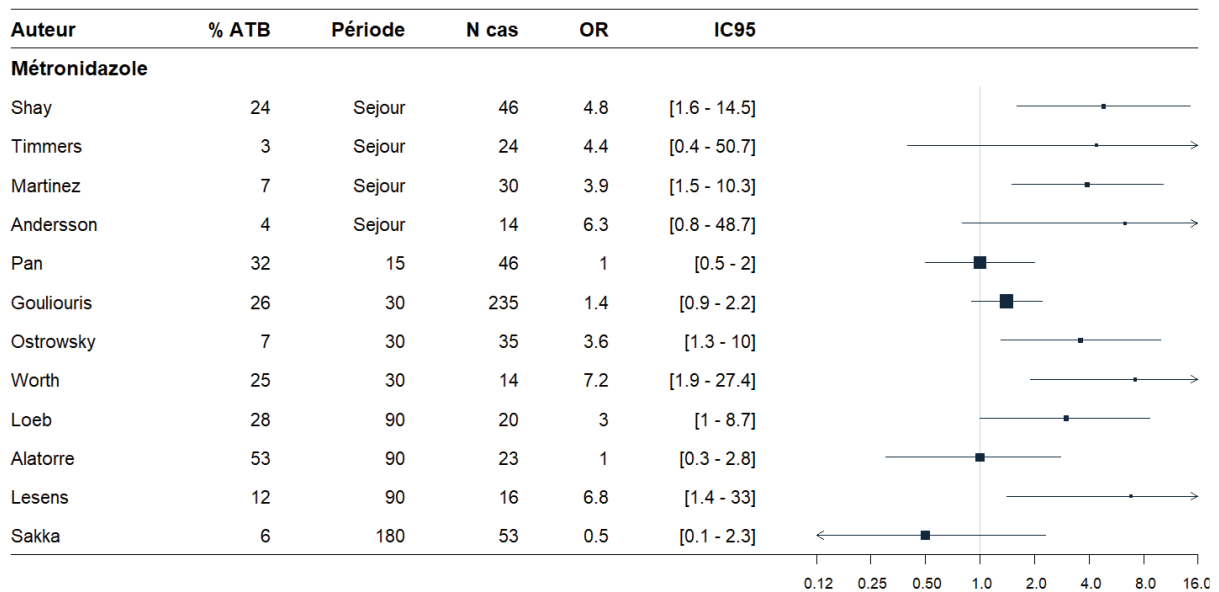 Auteur % ATB Période N cas OR IC95
Métronidazole
Shay 24 Sejour 46 4.8 [1.6 - 14.5]
Timmers 3 Sejour 24 4.4 [0.4 - 50.7]
Martinez 7 Sejour 30 3.9 [1.5 - 10.3]
Andersson 4 Sejour 14 6.3 [0.8 - 48.7]
Pan 32 15 46 1 [0.5 - 2]
Gouliouris 26 30 235 1.4 [0.9 - 2.2]
Ostrowsky 7 30 35 3.6 [1.3 - 10]
Worth 25 30 14 7.2 [1.9 - 27.4]
Loeb 28 90 20 3 [1 - 8.7]
Alatorre 53 90 23 1 [0.3 - 2.8]
Lesens 12 90 16 6.8 [1.4 - 33]
Sakka 6 180 53 0.5 [0.1 - 2.3]
0.12 0.25 0.50 1.0 2.0 4.0 8.0 16.0